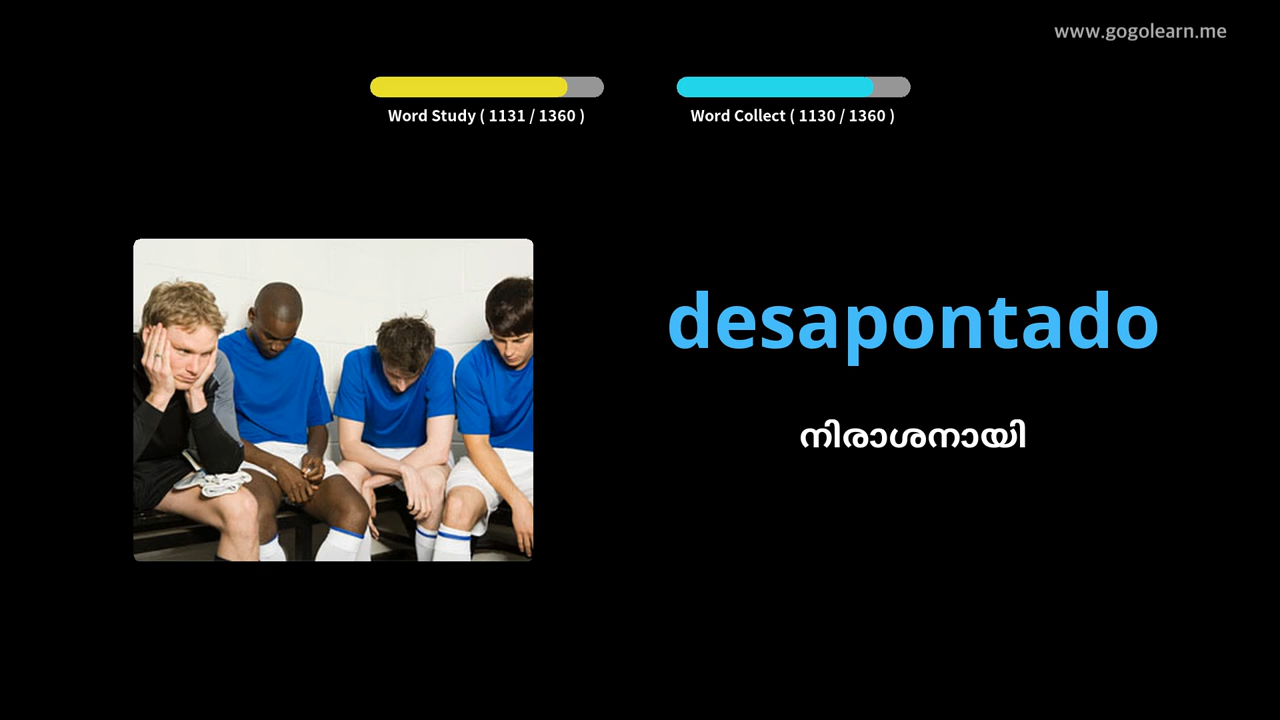 www.gogolearn.me
Word Study ( 1131 / 1360 )
Word Collect ( 1130 / 1360 )
desapontado
നിരാശനായി